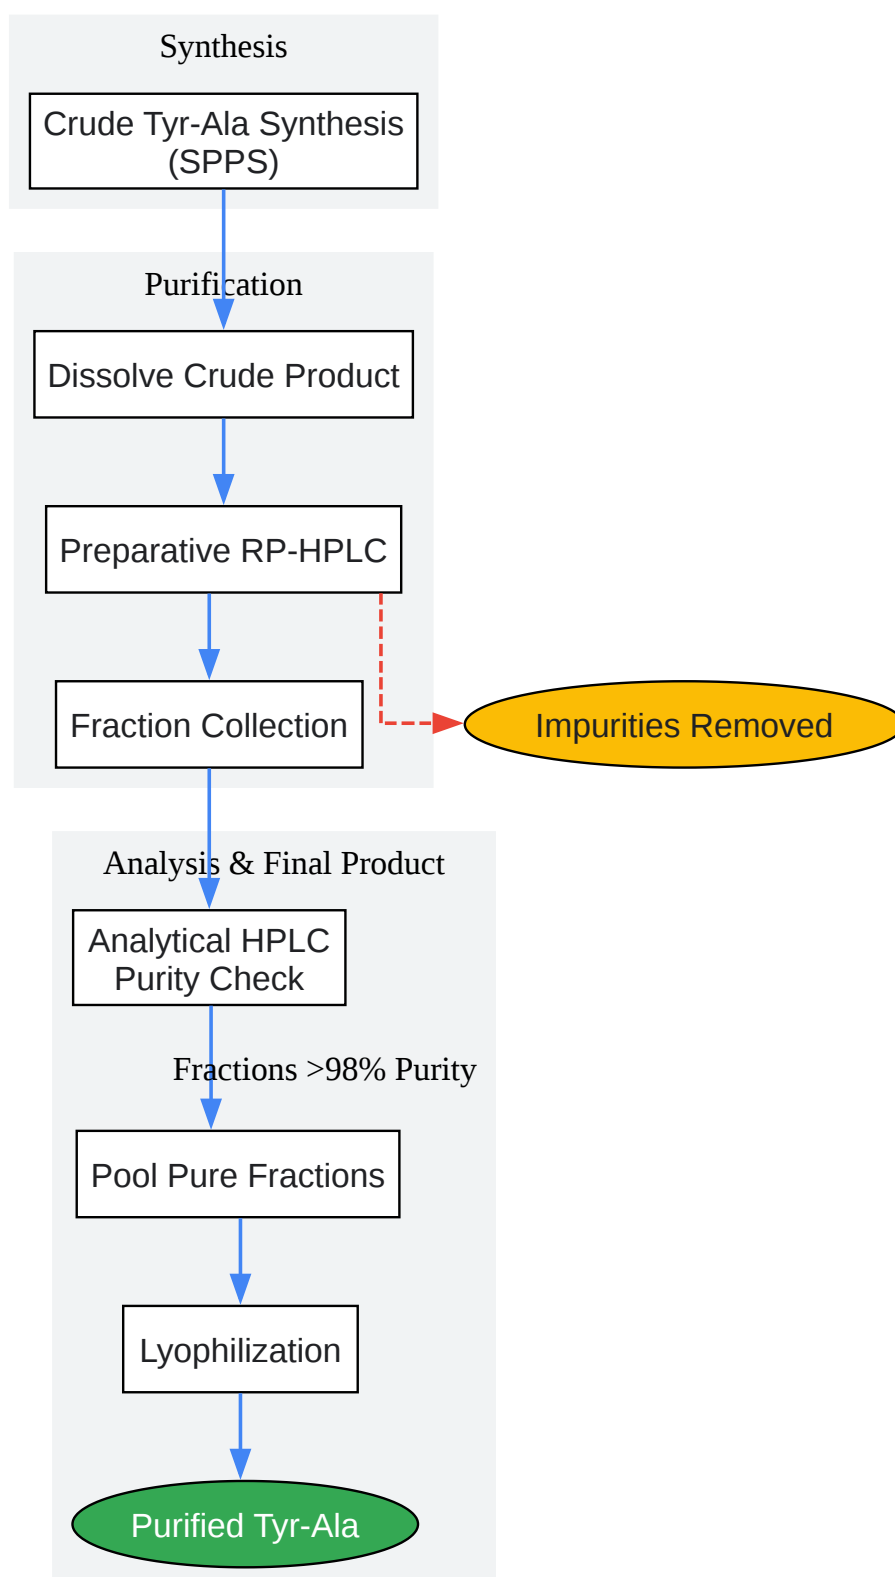 Synthesis
Crude Tyr-Ala Synthesis
(SPPS)
Purification
Dissolve Crude Product
Preparative RP-HPLC
Fraction Collection
Impurities Removed
Analysis & Final Product
Analytical HPLC
Purity Check
Fractions >98% Purity
Pool Pure Fractions
Lyophilization
Purified Tyr-Ala